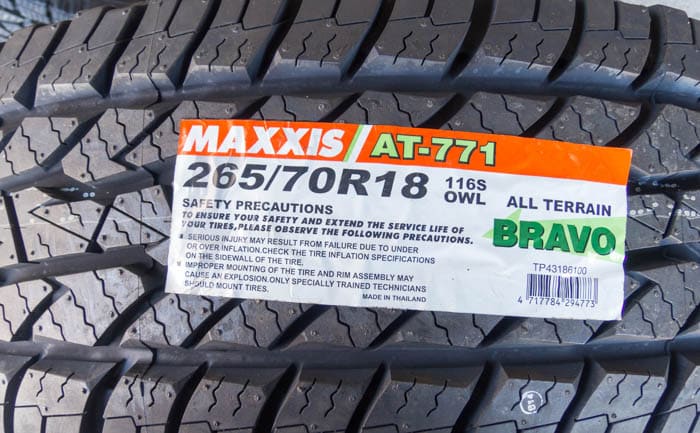 MAXXIS/AT-771
265/70R18 116S
OWL
ALL TERRAIN
BRAVO
SAFETY PRECAUTIONS
TO ENSURE YOUR SAFETY AND EXTEND THE SERVICE LIFE OF
YOUR TIRES,PLEASE OBSERVE THE FOLLOWING PRECAUTIONS.
SERIOUS INJURY MAY RESULT FROM FAILURE DUE TO UNDER
OR OVER INFLATION.CHECK THE TIRE INFLATION SPECIFICATIONS
ON THE SIDEWALL OF THE TIRE.
IMPROPER MOUNTING OF THE TIRE AND RIM ASSEMBLY MAY
CAUSE AN EXPLOSION.ONLY SPECIALLY TRAINED TECHNICIANS
SHOULD MOUNT TIRES.
MADE IN THAILAND
TP43186100
4 717784 294773